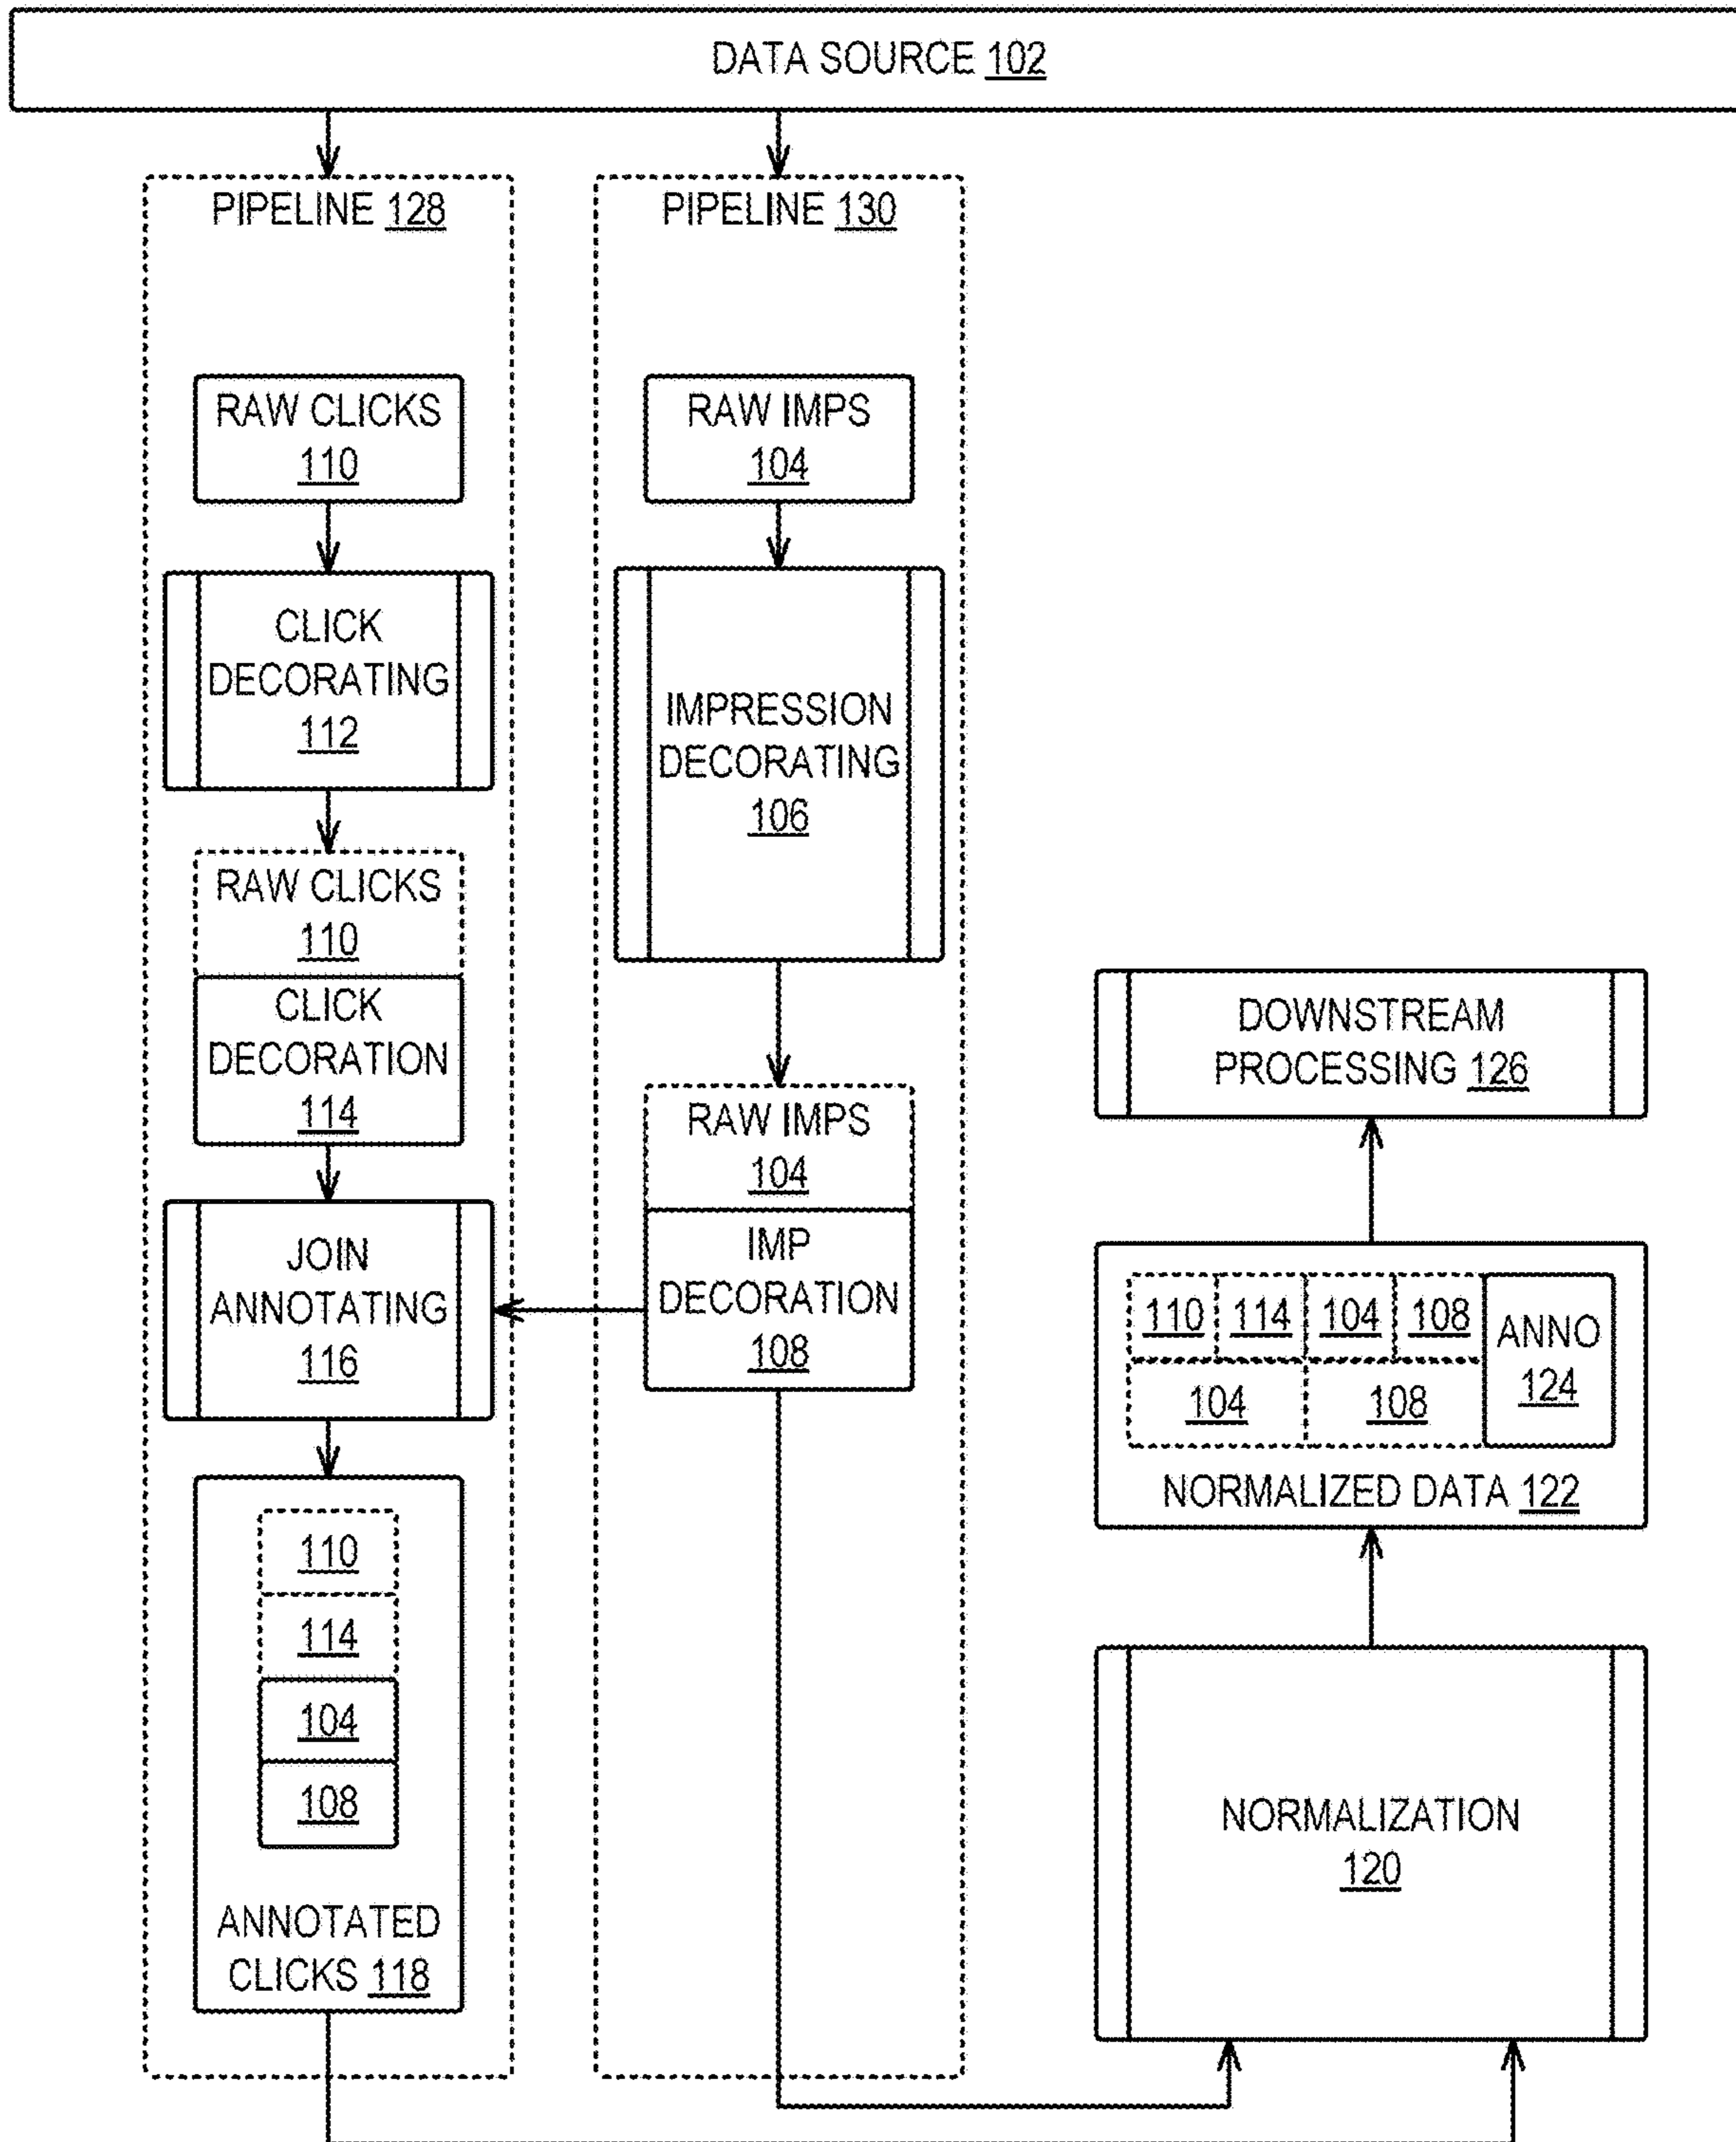 DATA SOURCE 102
PIPELINE 128
RAW CLICKS
110
CLICK
DECORATING
112
RAW CLICKS
110
CLICK
DECORATION
114
JOIN
ANNOTATING
116
110
114
104
108
ANNOTATED
CLICKS 118
PIPELINE 130
RAW IMPS
104
IMPRESSION
DECORATING
106
RAW IMPS
104
IMP
DECORATION
108
DOWNSTREAM
PROCESSING 126
110 114 104 108
ANNO
124
104 108
NORMALIZED DATA 122
NORMALIZATION
120